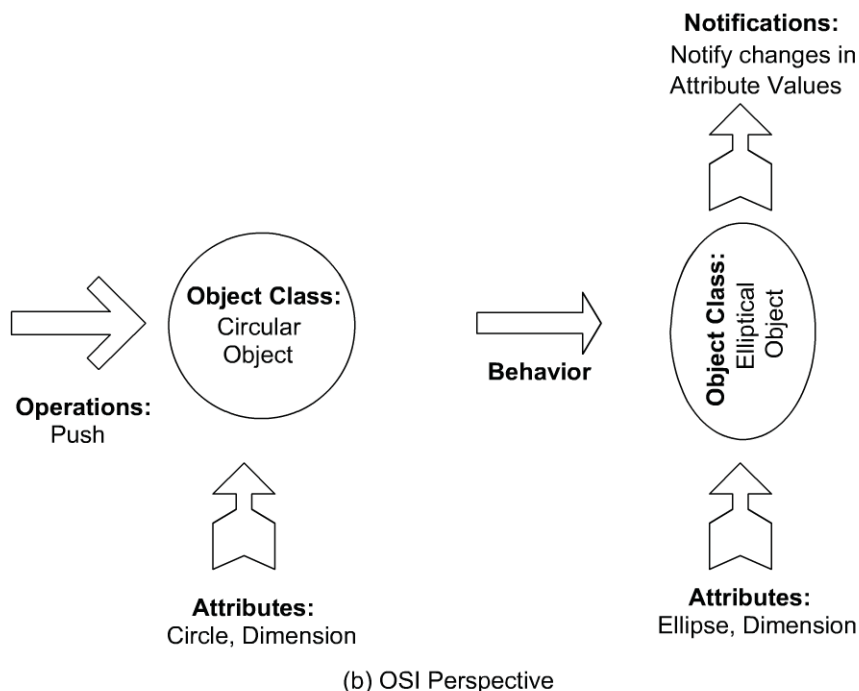 Notifications:
Notify changes in
Attribute Values
Object Class:
Circular
Object
Operations:
Push
Behavior
Object Class:
Elliptical
Object
Attributes:
Circle, Dimension
Attributes:
Ellipse, Dimension
(b) OSI Perspective